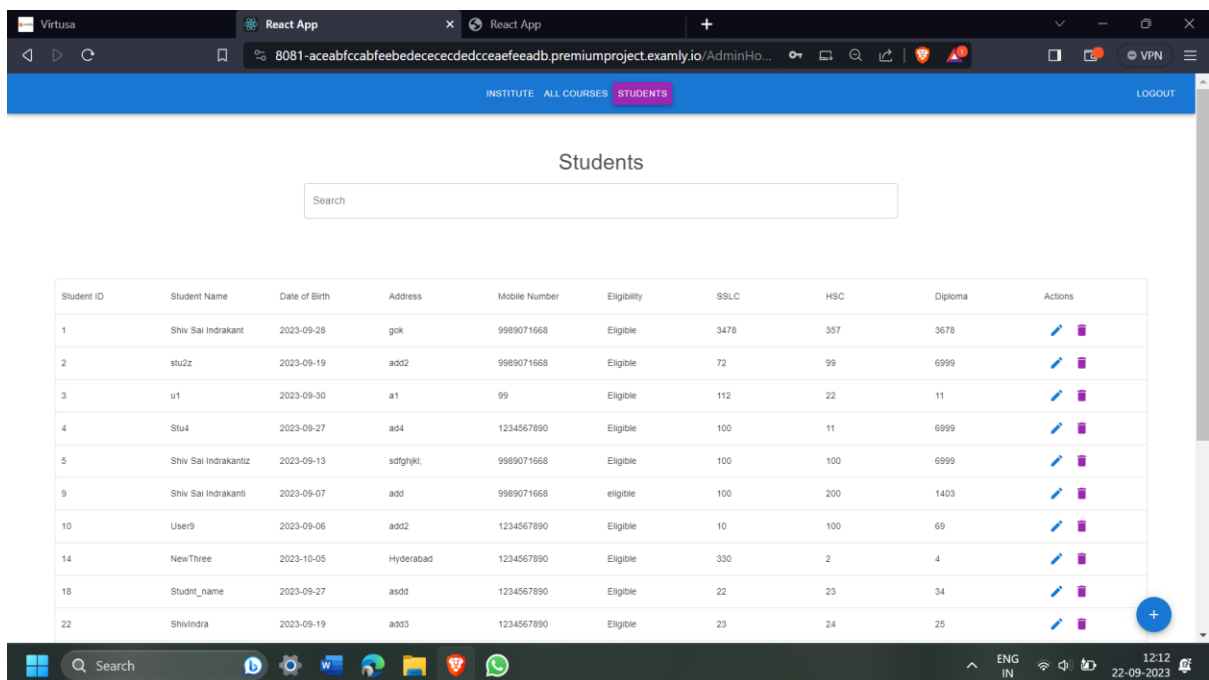 Virtusa React App React App
8081-aceabfccabfeebedecececdedcceaefeeadb.premiumproject.examly.io/AdminHo... VPN
INSTITUTE ALL COURSES STUDENTS LOGOUT
Students
Search
Student ID Student Name Date of Birth Address Mobile Number Eligibility SSLC HSC Diploma Actions
1 Shiv Sai Indrakant 2023-09-28 gok 9989071668 Eligible 3478 357 3678
2 stu2z 2023-09-19 add2 9989071668 Eligible 72 99 6999
3 u1 2023-09-30 a1 99 Eligible 112 22 11
4 Stu4 2023-09-27 ad4 1234567890 Eligible 100 11 6999
5 Shiv Sai Indrakantiz 2023-09-13 sdfghjkl; 9989071668 Eligible 100 100 6999
9 Shiv Sai Indrakanti 2023-09-07 add 9989071668 eligible 100 200 1403
10 User9 2023-09-06 add2 1234567890 Eligible 10 100 69
14 NewThree 2023-10-05 Hyderabad 1234567890 Eligible 330 2 4
18 Studnt_name 2023-09-27 asdd 1234567890 Eligible 22 23 34
22 ShivIndra 2023-09-19 add3 1234567890 Eligible 23 24 25
Search ENG 12:12
IN 22-09-2023